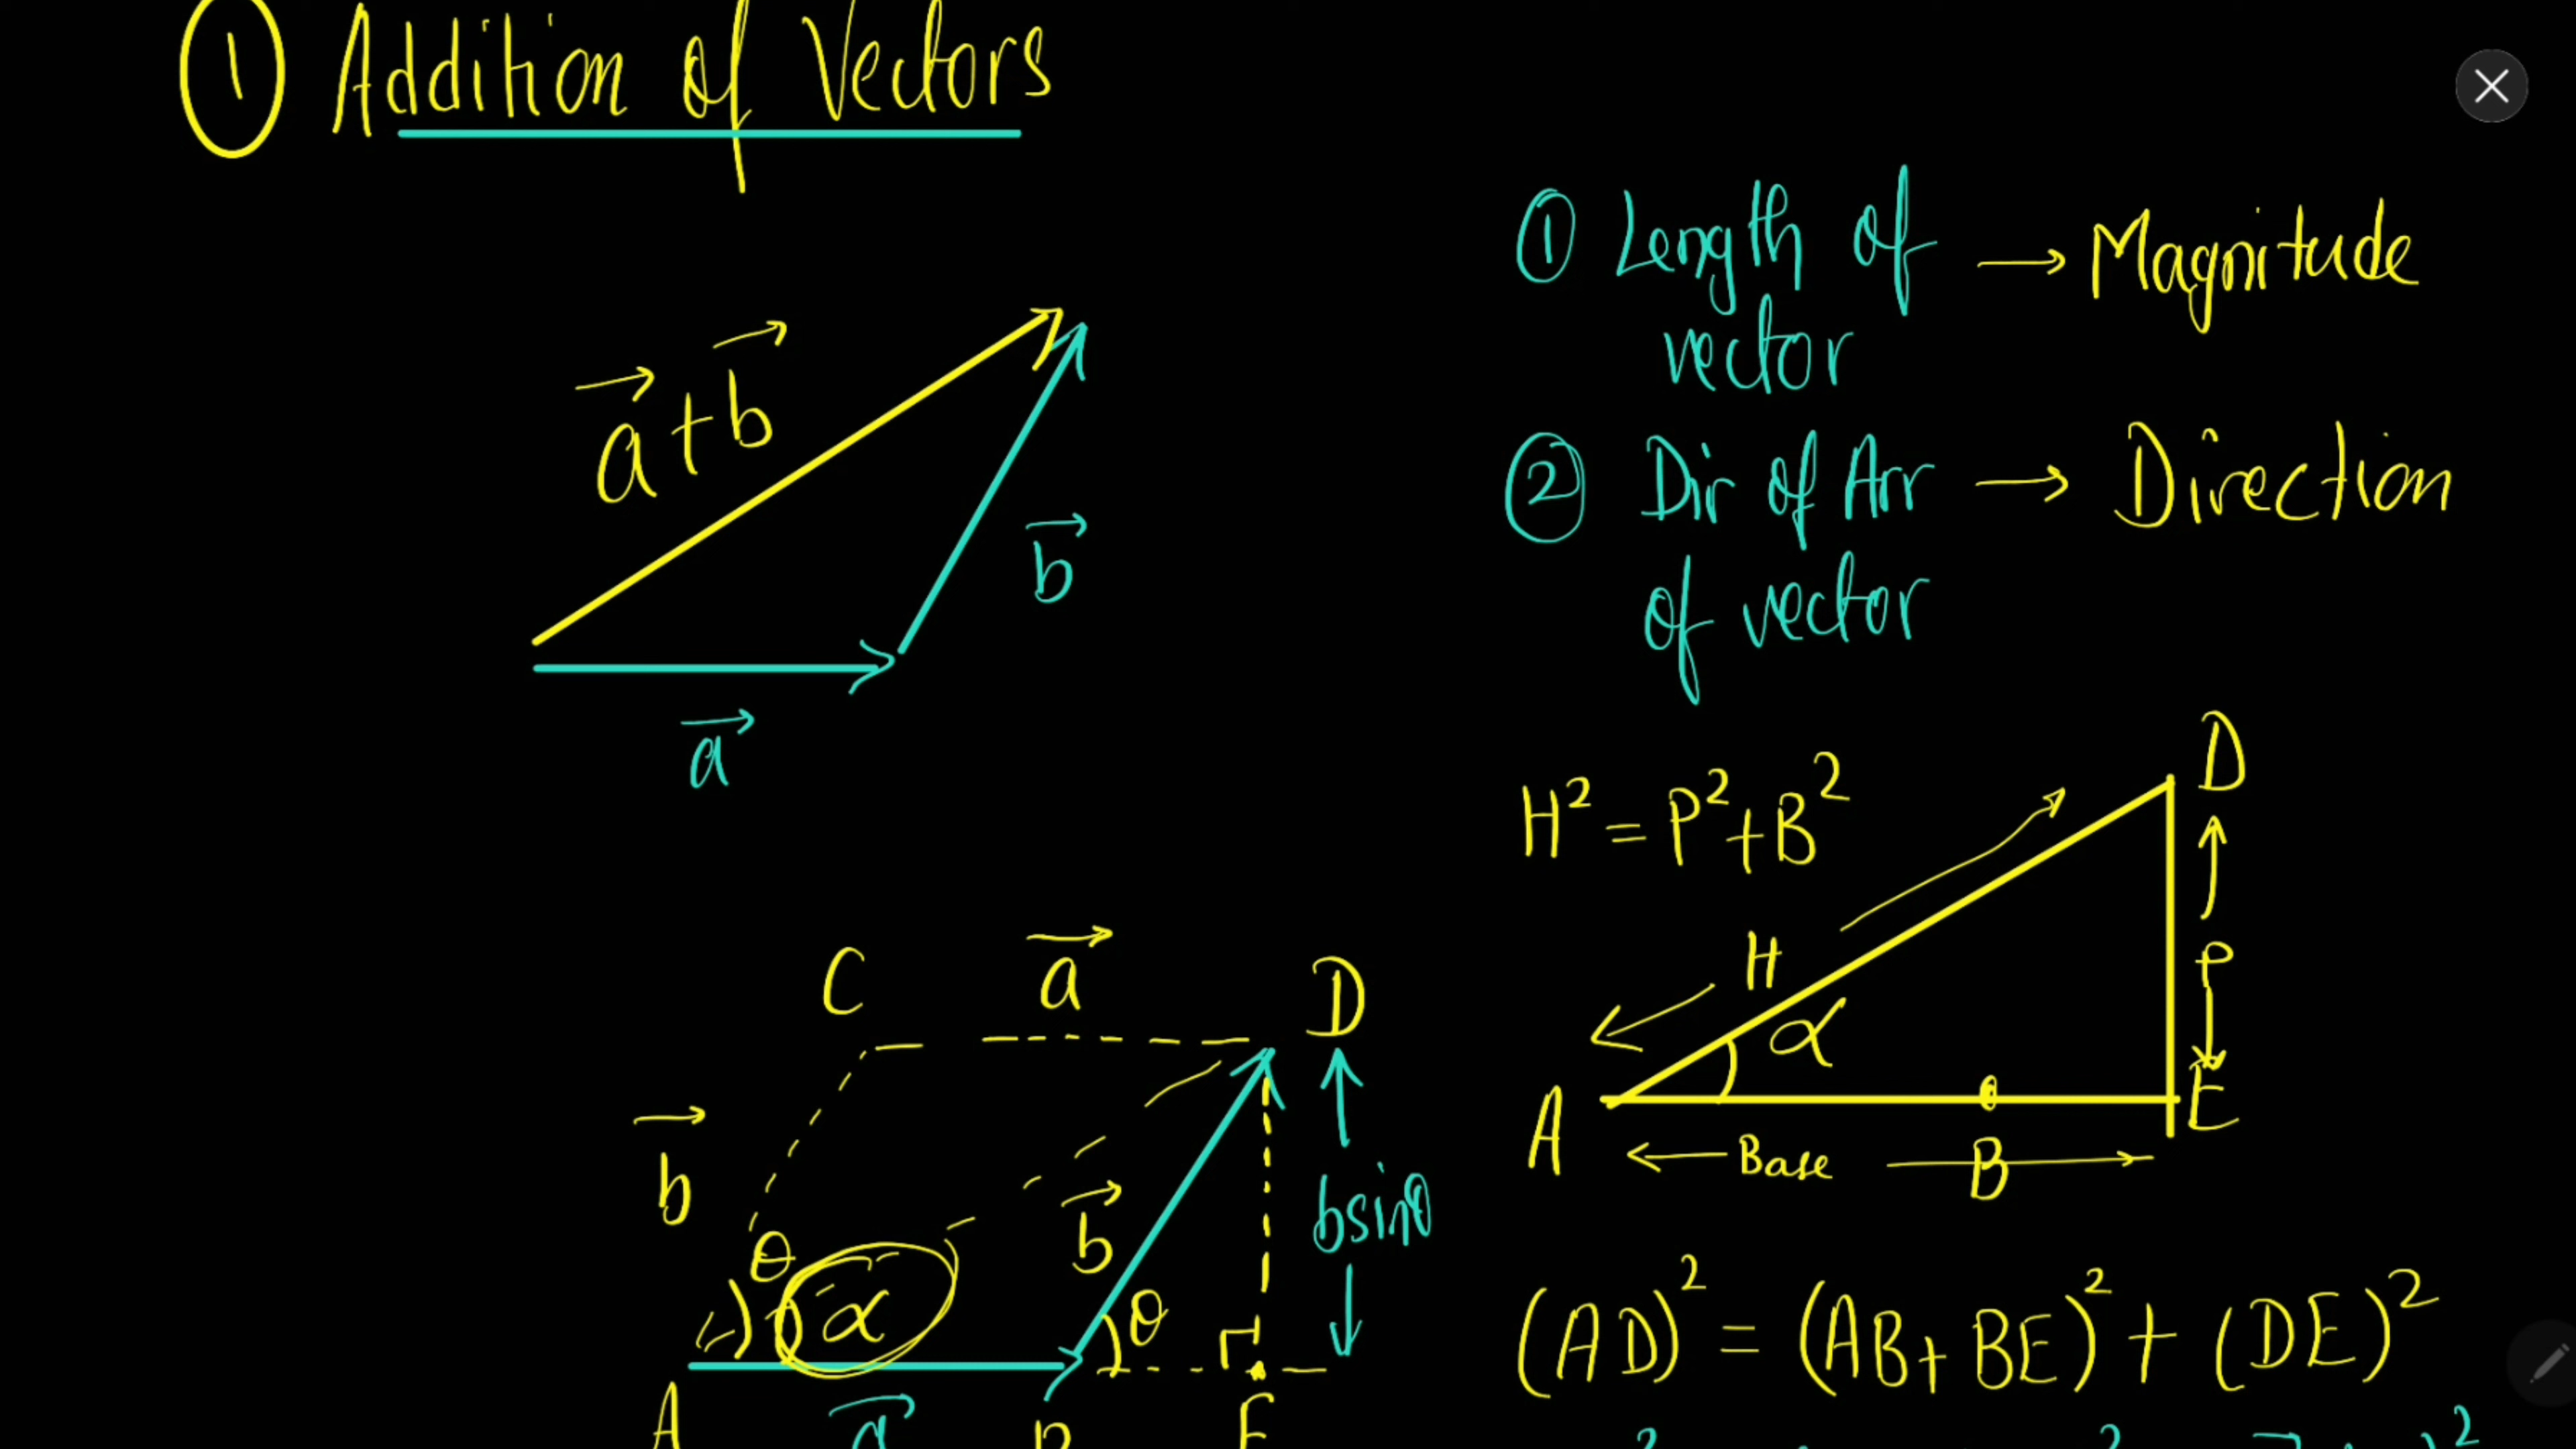 ① Addition of Vectors
① Length of → Magnitude
vector
② Dir of Arr → Direction
of vector
a⃗+b⃗
b⃗
a⃗
H² = P²+B²
D
H
P
α
A
E
Base
B
C
a⃗
D
b⃗
b⃗
bsinθ
θ
α
θ
A
a⃗
E
(AD)² = (AB+BE)² + (DE)²